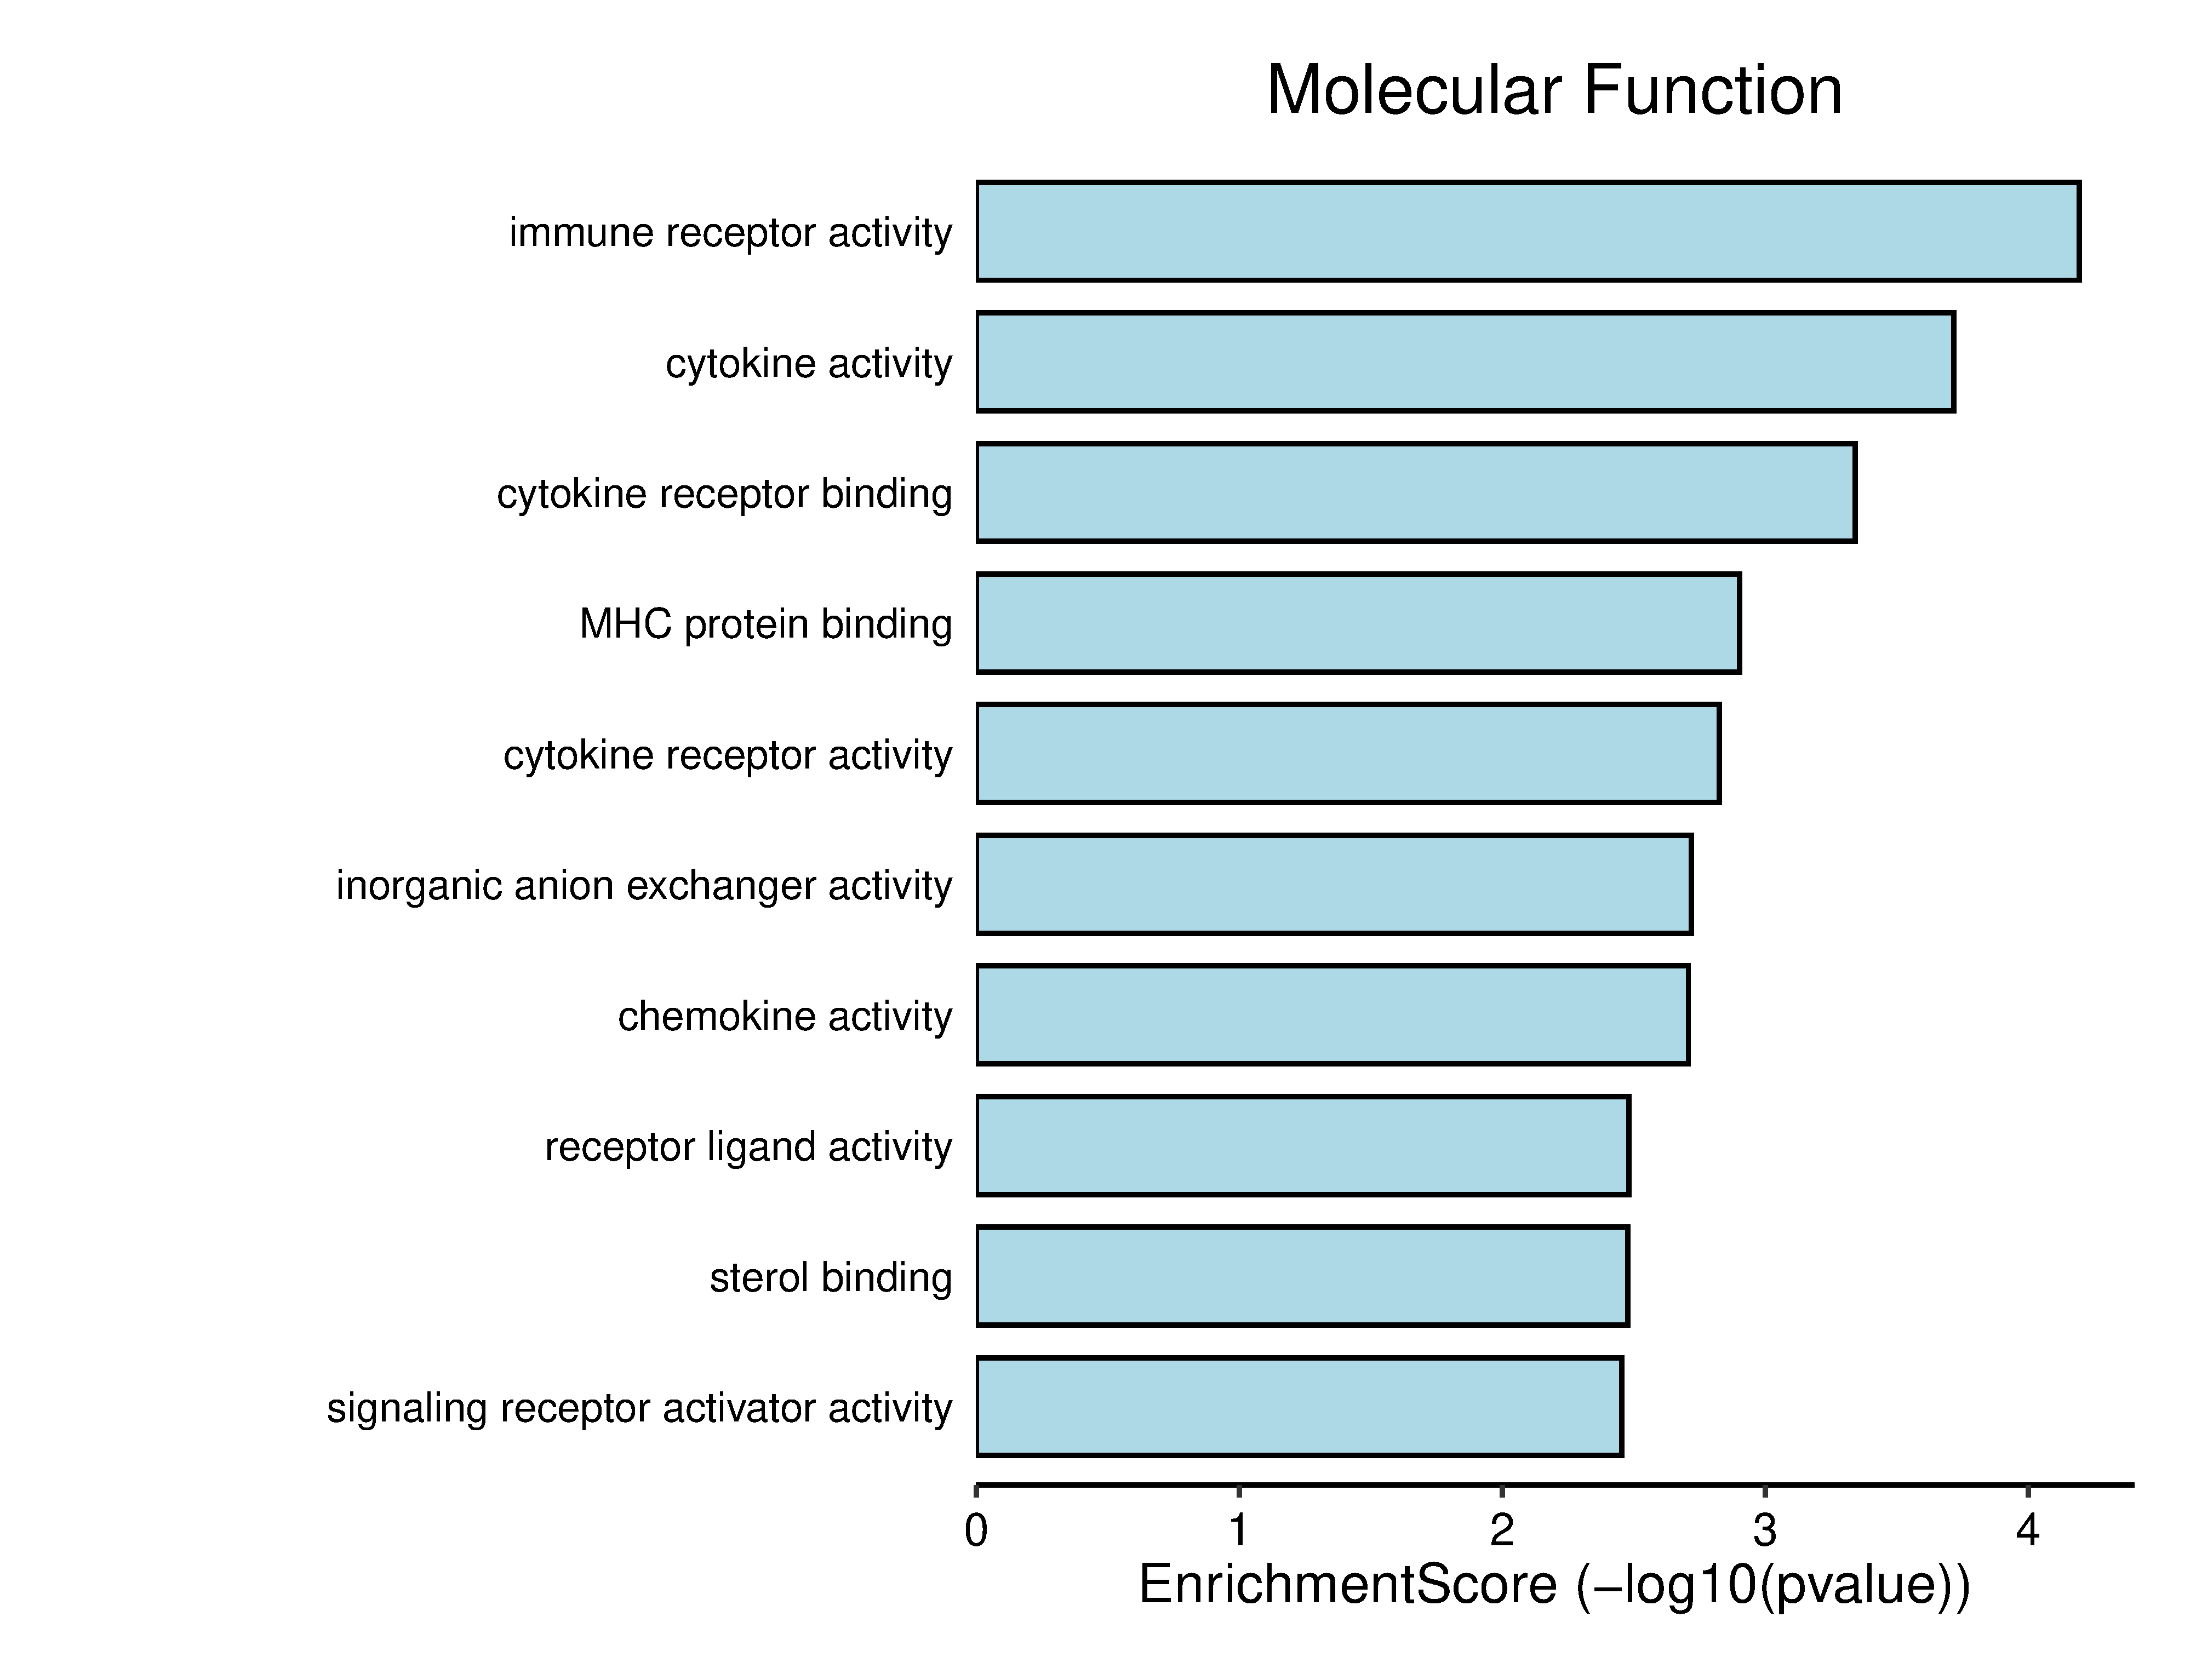 Molecular Function
immune receptor activity
cytokine activity
cytokine receptor binding
MHC protein binding
cytokine receptor activity
inorganic anion exchanger activity
chemokine activity
receptor ligand activity
sterol binding
signaling receptor activator activity
0 1 2 3 4
EnrichmentScore (−log10(pvalue))